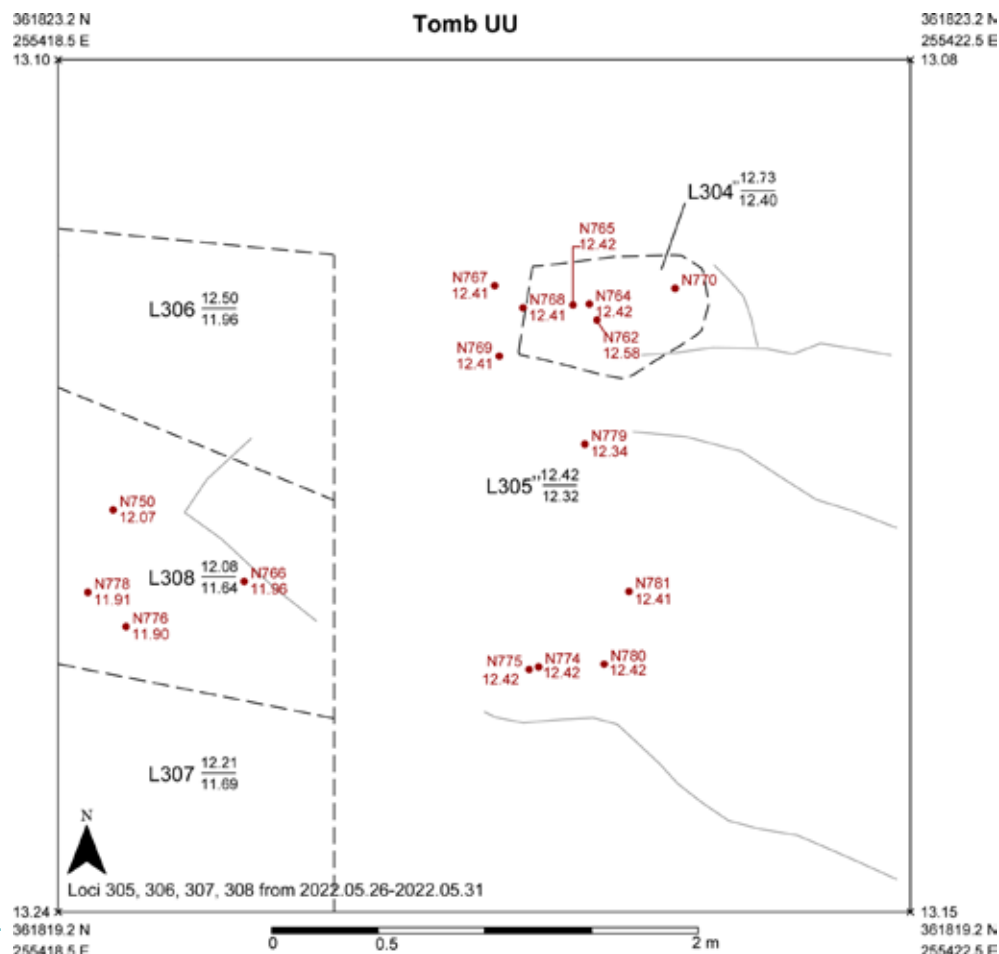 Tomb UU
361823.2 N
255418.5 E
13.10
361823.2 N
255422.5 E
13.08
L304" 12.73
12.40
N765
12.42
N767
12.41
N768
12.41
N764
12.42
N770
N762
12.58
N769
12.41
L306 12.50
11.96
N779
12.34
L305" 12.42
12.32
N750
12.07
L308 12.08
11.64
N766
11.96
N778
11.91
N776
11.90
N781
12.41
N775
12.42
N774
12.42
N780
12.42
L307 12.21
11.69
N
Loci 305, 306, 307, 308 from 2022.05.26-2022.05.31
13.24
361819.2 N
255418.5 E
0 0.5 2 m
13.15
361819.2 N
255422.5 E